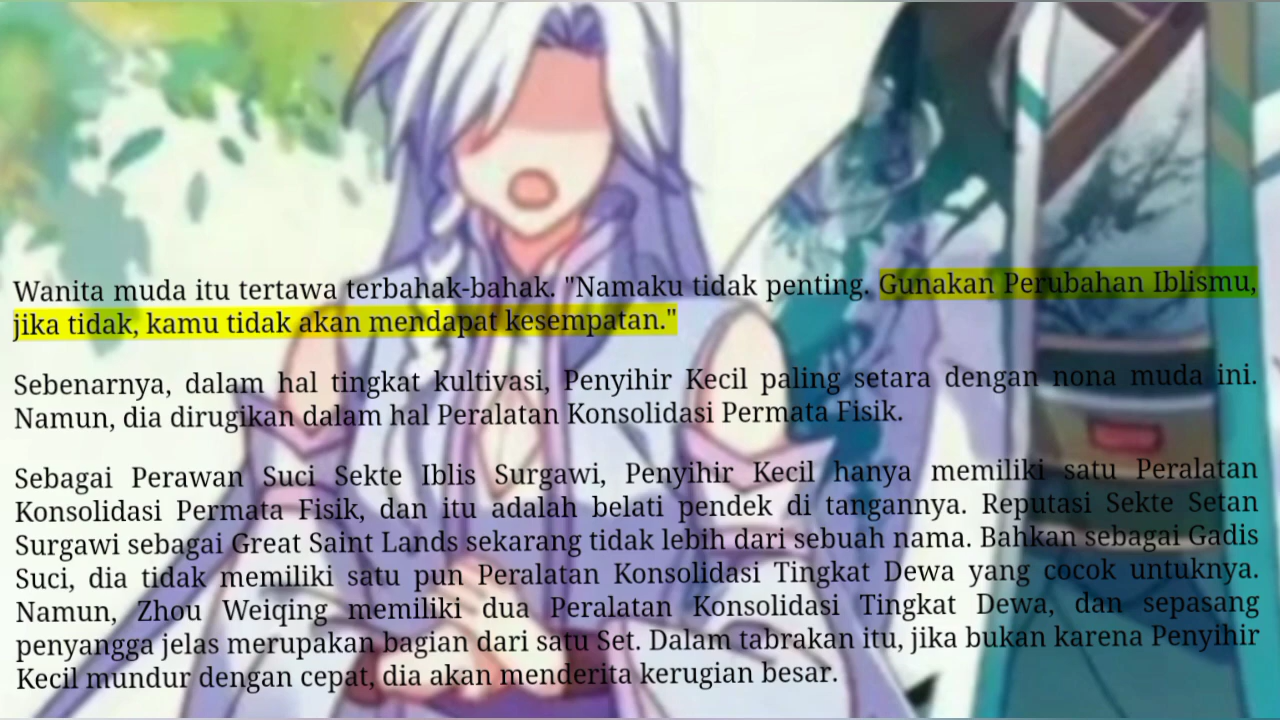 Wanita muda itu tertawa terbahak-bahak. "Namaku tidak penting. Gunakan Perubahan Iblismu,
jika tidak, kamu tidak akan mendapat kesempatan."
Sebenarnya, dalam hal tingkat kultivasi, Penyihir Kecil paling setara dengan nona muda ini.
Namun, dia dirugikan dalam hal Peralatan Konsolidasi Permata Fisik.
Sebagai Perawan Suci Sekte Iblis Surgawi, Penyihir Kecil hanya memiliki satu Peralatan
Konsolidasi Permata Fisik, dan itu adalah belati pendek di tangannya. Reputasi Sekte Setan
Surgawi sebagai Great Saint Lands sekarang tidak lebih dari sebuah nama. Bahkan sebagai Gadis
Suci, dia tidak memiliki satu pun Peralatan Konsolidasi Tingkat Dewa yang cocok untuknya.
Namun, Zhou Weiqing memiliki dua Peralatan Konsolidasi Tingkat Dewa, dan sepasang
penyangga jelas merupakan bagian dari satu Set. Dalam tabrakan itu, jika bukan karena Penyihir
Kecil mundur dengan cepat, dia akan menderita kerugian besar.